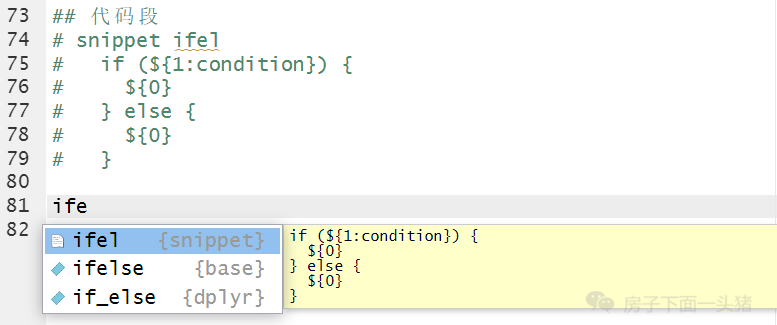 73 ## 代码段
74 # snippet ifel
75 #   if (${1:condition}) {
76 #     ${0}
77 #   } else {
78 #     ${0}
79 #   }
80
81 ife
82
ifel {snippet}
ifelse {base}
if_else {dplyr}
if (${1:condition}) {
  ${0}
} else {
  ${0}
}
房子下面一头猪